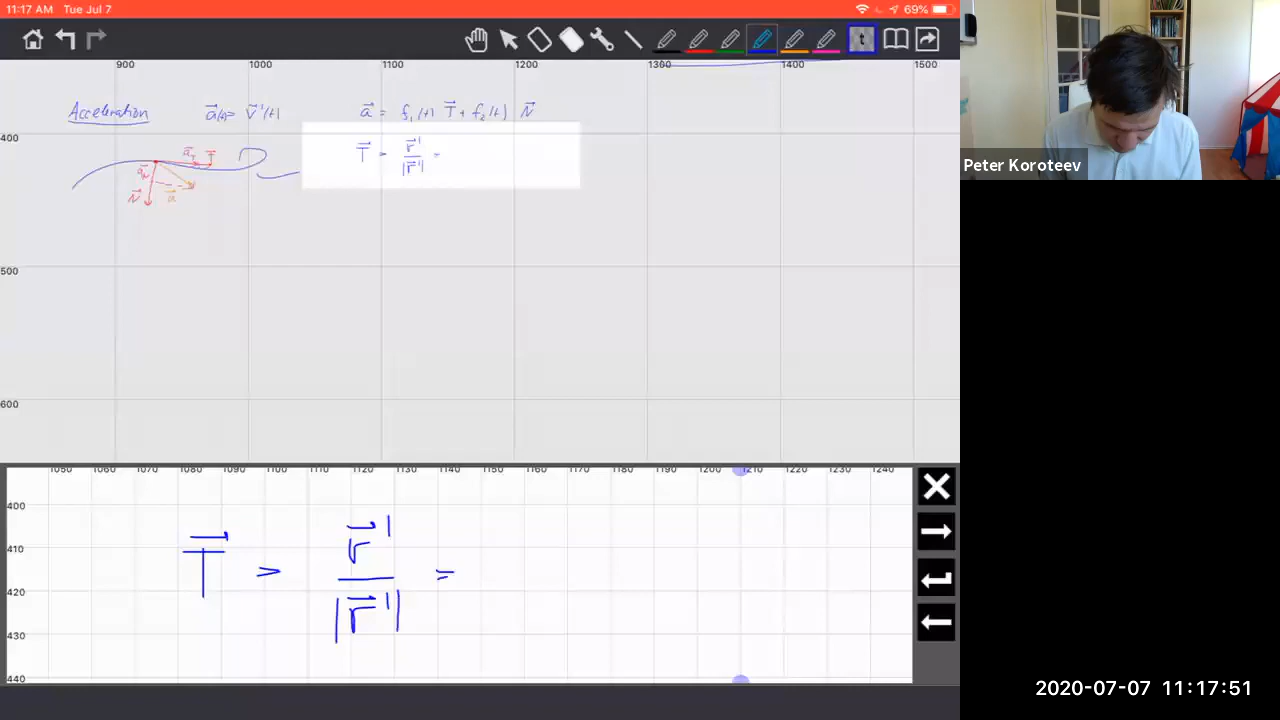 11:17 AM Tue Jul 7
69%
t
900 1000 1100 1200 1300 1400 1500
Acceleration a⃗(t)= v⃗'(t) a⃗ = f₁(t) T⃗ + f₂(t) N⃗
400
T⃗ = r⃗' / |r⃗'| =
a⃗_T T⃗
a⃗_N
N⃗ a⃗
500
600
1050 1060 1070 1080 1090 1100 1110 1120 1130 1140 1150 1160 1170 1180 1190 1200 1210 1220 1230 1240
400
410
T⃗ = r⃗' / |r⃗'| =
420
430
440
Peter Koroteev
2020-07-07 11:17:51